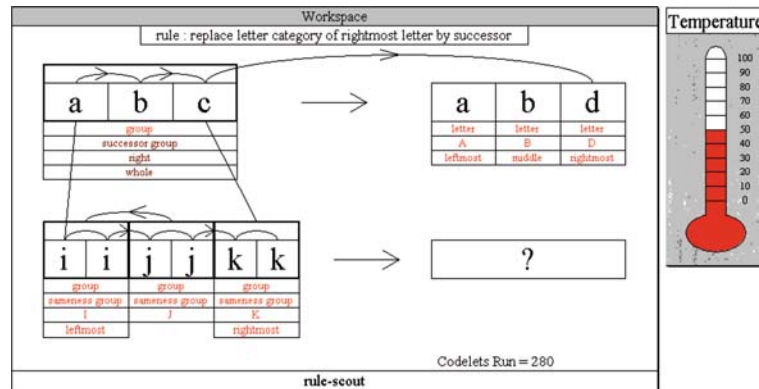 Workspace
rule : replace letter category of rightmost letter by successor
a b c
group
successor group
right
whole
a b d
letter letter letter
A B D
leftmost middle rightmost
i i j j k k
group group group
sameness group sameness group sameness group
I J K
leftmost rightmost
?
Codelets Run = 280
rule-scout
Temperature
100
90
80
70
60
50
40
30
20
10
0